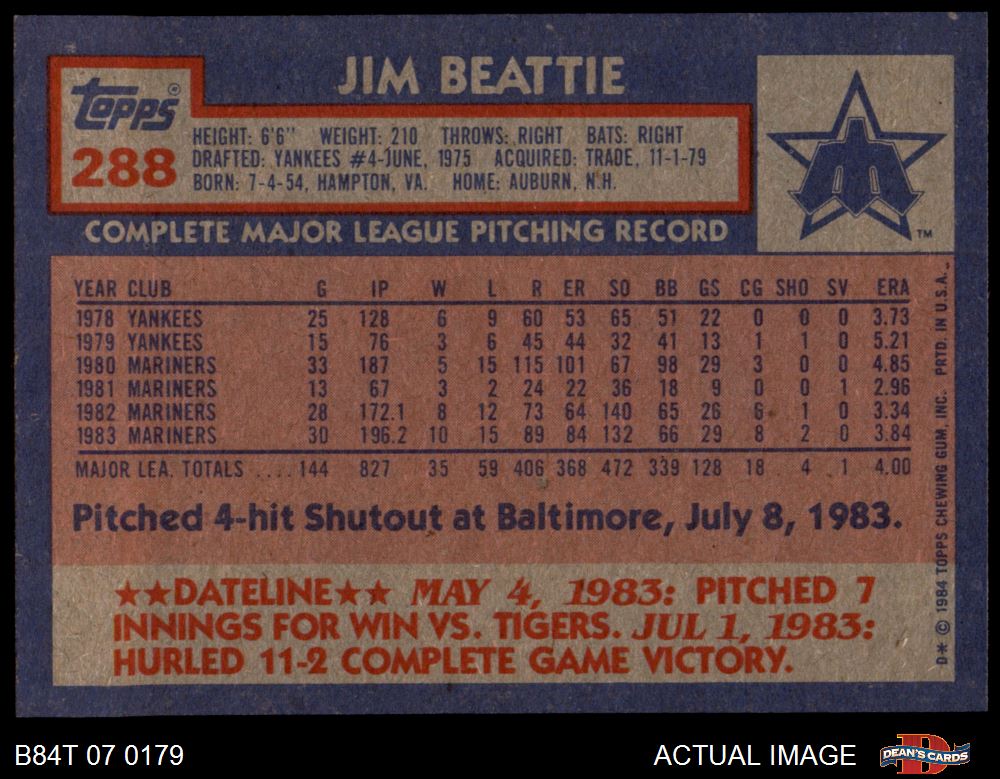 JIM BEATTIE
topps®
288
HEIGHT: 6'6" WEIGHT: 210 THROWS: RIGHT BATS: RIGHT
DRAFTED: YANKEES #4-JUNE, 1975 ACQUIRED: TRADE, 11-1-79
BORN: 7-4-54, HAMPTON, VA. HOME: AUBURN, N.H.
M
TM
COMPLETE MAJOR LEAGUE PITCHING RECORD
YEAR CLUB G IP W L R ER SO BB GS CG SHO SV ERA
1978 YANKEES 25 128 6 9 60 53 65 51 22 0 0 0 3.73
1979 YANKEES 15 76 3 6 45 44 32 41 13 1 1 0 5.21
1980 MARINERS 33 187 5 15 115 101 67 98 29 3 0 0 4.85
1981 MARINERS 13 67 3 2 24 22 36 18 9 0 0 1 2.96
1982 MARINERS 28 172.1 8 12 73 64 140 65 26 6 1 0 3.34
1983 MARINERS 30 196.2 10 15 89 84 132 66 29 8 2 0 3.84
MAJOR LEA. TOTALS ....144 827 35 59 406 368 472 339 128 18 4 1 4.00
Pitched 4-hit Shutout at Baltimore, July 8, 1983.
★★DATELINE★★ MAY 4, 1983: PITCHED 7
INNINGS FOR WIN VS. TIGERS. JUL 1, 1983:
HURLED 11-2 COMPLETE GAME VICTORY.
D* © 1984 TOPPS CHEWING GUM, INC. PRTD. IN U.S.A.
B84T 07 0179
ACTUAL IMAGE
D
DEAN'S CARDS